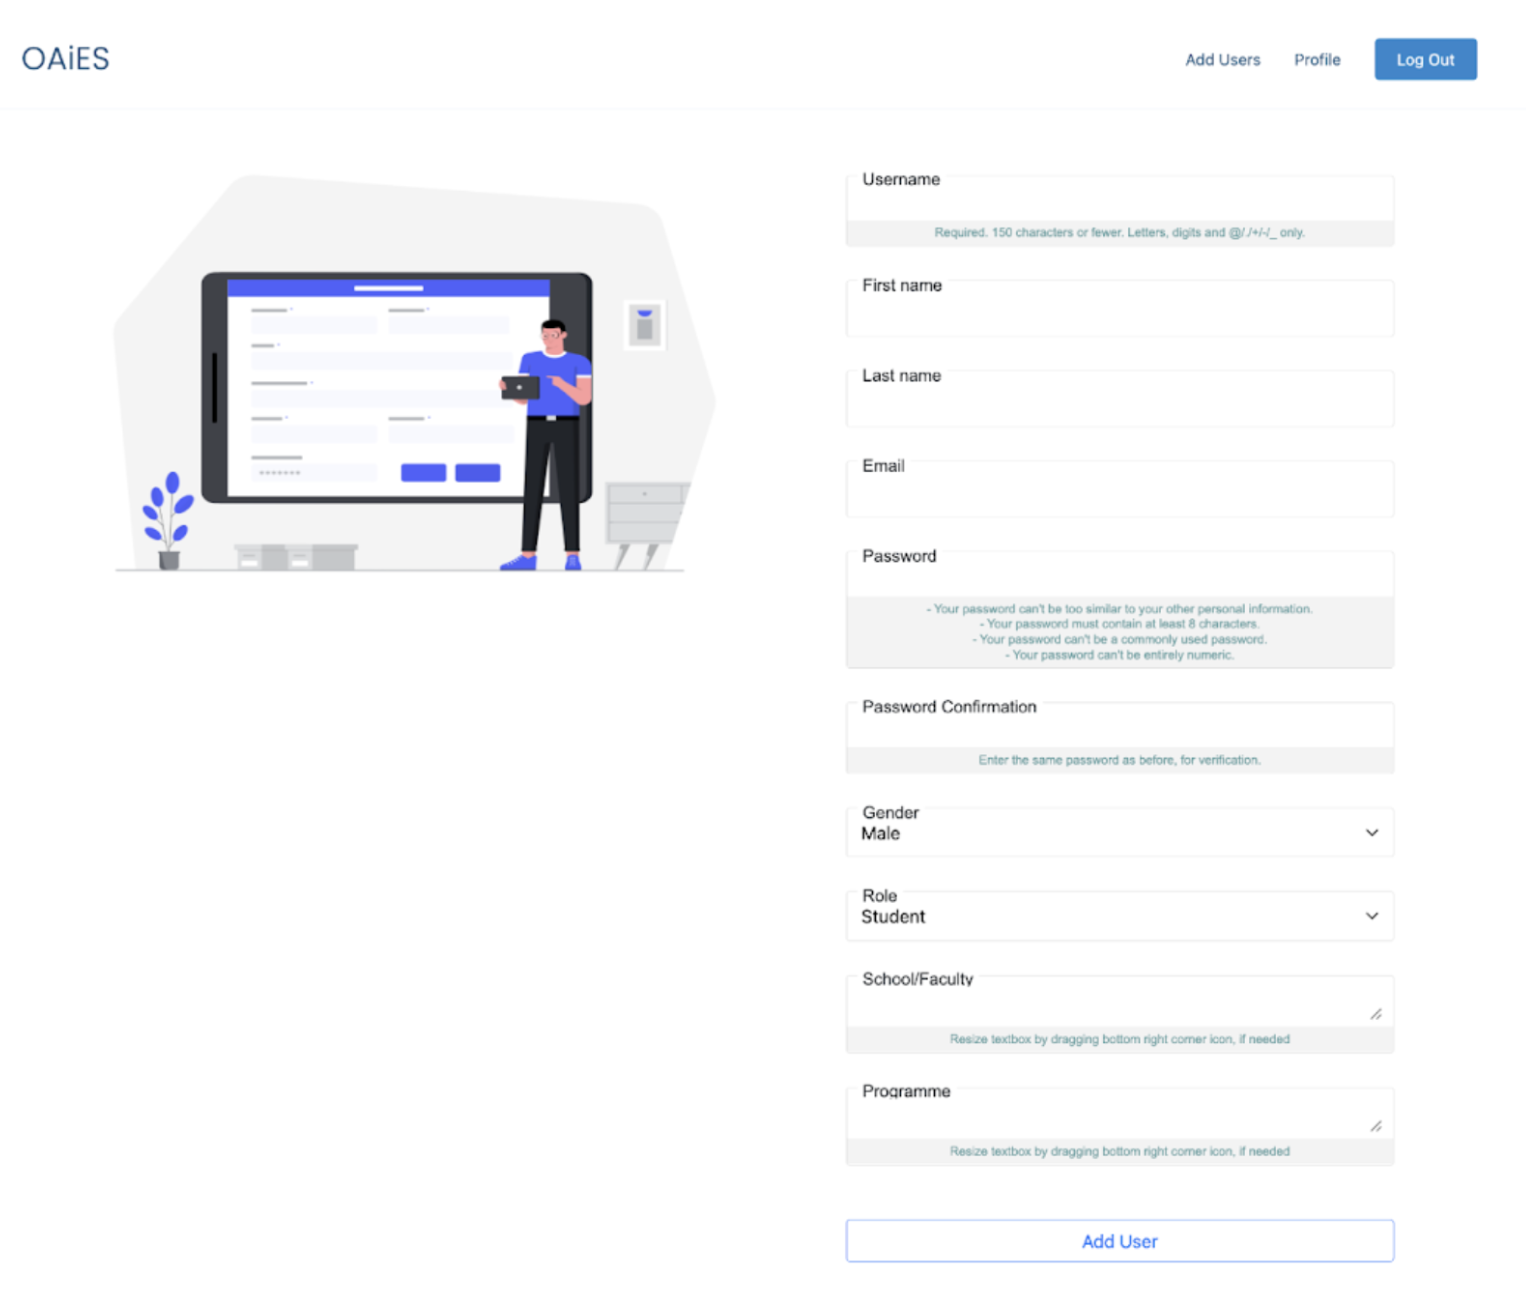 OAiES
Add Users
Profile
Log Out
Username
Required. 150 characters or fewer. Letters, digits and @/./+/-/_ only.
First name
Last name
Email
Password
- Your password can't be too similar to your other personal information.
- Your password must contain at least 8 characters.
- Your password can't be a commonly used password.
- Your password can't be entirely numeric.
Password Confirmation
Enter the same password as before, for verification.
Gender
Male
Role
Student
School/Faculty
Resize textbox by dragging bottom right corner icon, if needed
Programme
Resize textbox by dragging bottom right corner icon, if needed
Add User